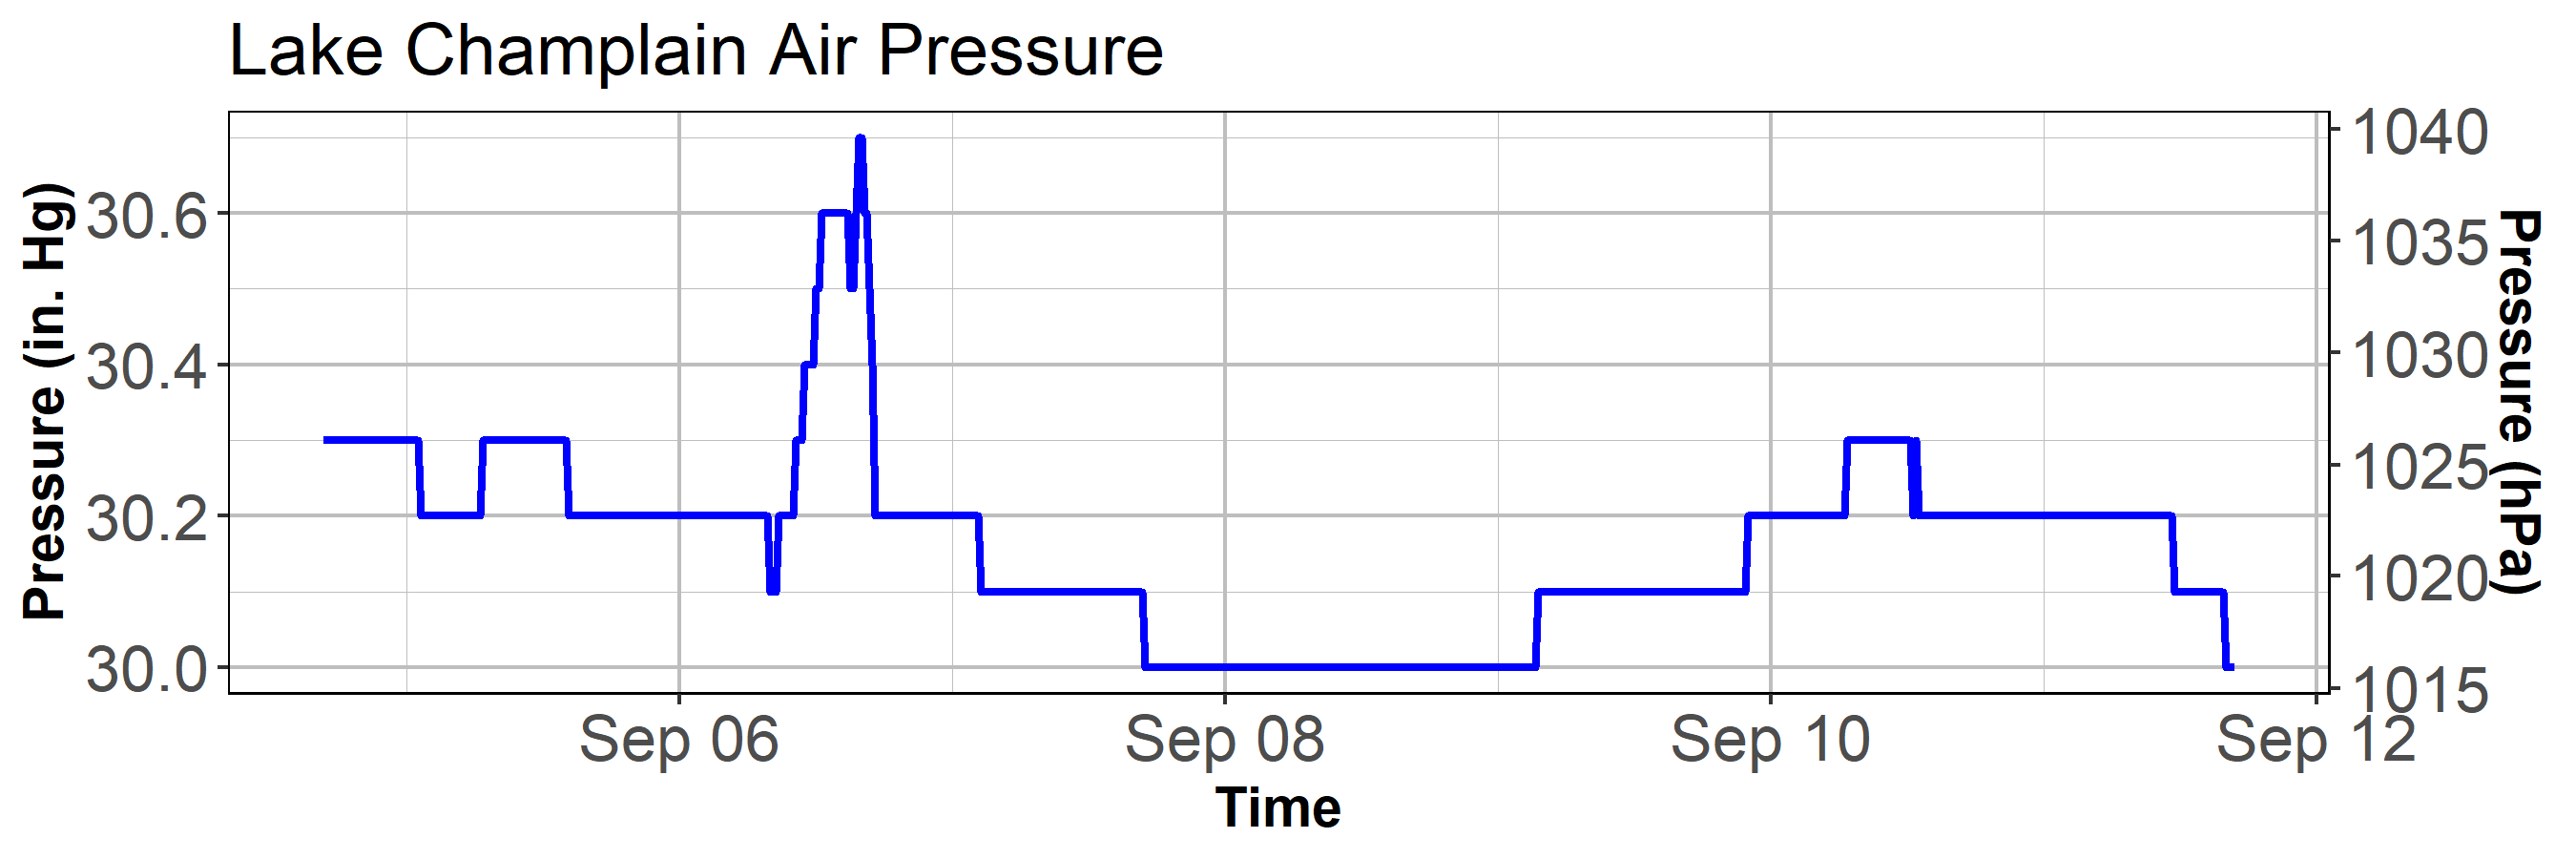 Lake Champlain Air Pressure
Pressure (in. Hg)
30.6
30.4
30.2
30.0
1040
1035
1030
1025
1020
1015
Pressure (hPa)
Sep 06 Sep 08 Sep 10 Sep 12
Time